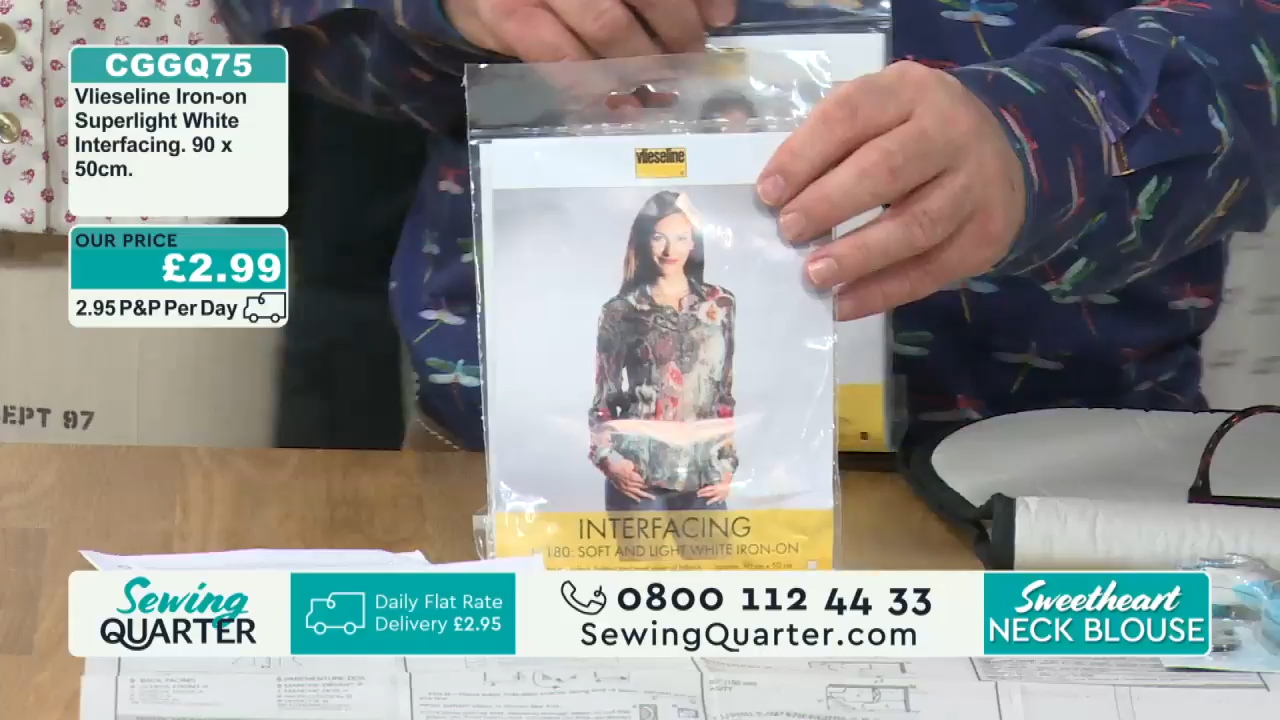 CGGQ75
Vlieseline Iron-on
Superlight White
Interfacing. 90 x
50cm.
OUR PRICE
£2.99
2.95 P&P Per Day
vlieseline
INTERFACING
180: SOFT AND LIGHT WHITE IRON-ON
EPT 97
Sewing
QUARTER
Daily Flat Rate
Delivery £2.95
0800 112 44 33
SewingQuarter.com
Sweetheart
NECK BLOUSE